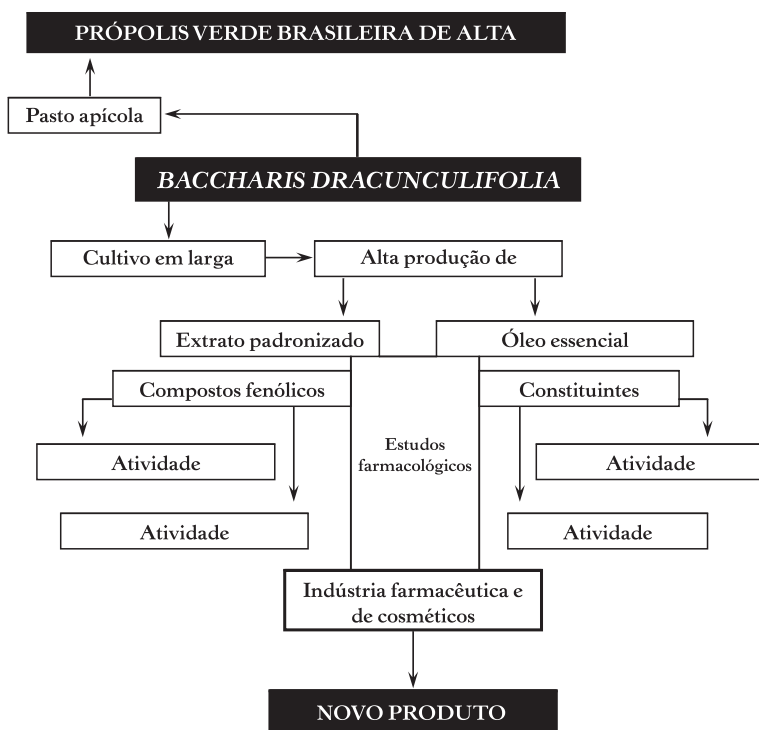 PRÓPOLIS VERDE BRASILEIRA DE ALTA
Pasto apícola
BACCHARIS DRACUNCULIFOLIA
Cultivo em larga
Alta produção de
Extrato padronizado
Óleo essencial
Compostos fenólicos
Constituintes
Estudos
farmacológicos
Atividade
Atividade
Atividade
Atividade
Indústria farmacêutica e
de cosméticos
NOVO PRODUTO